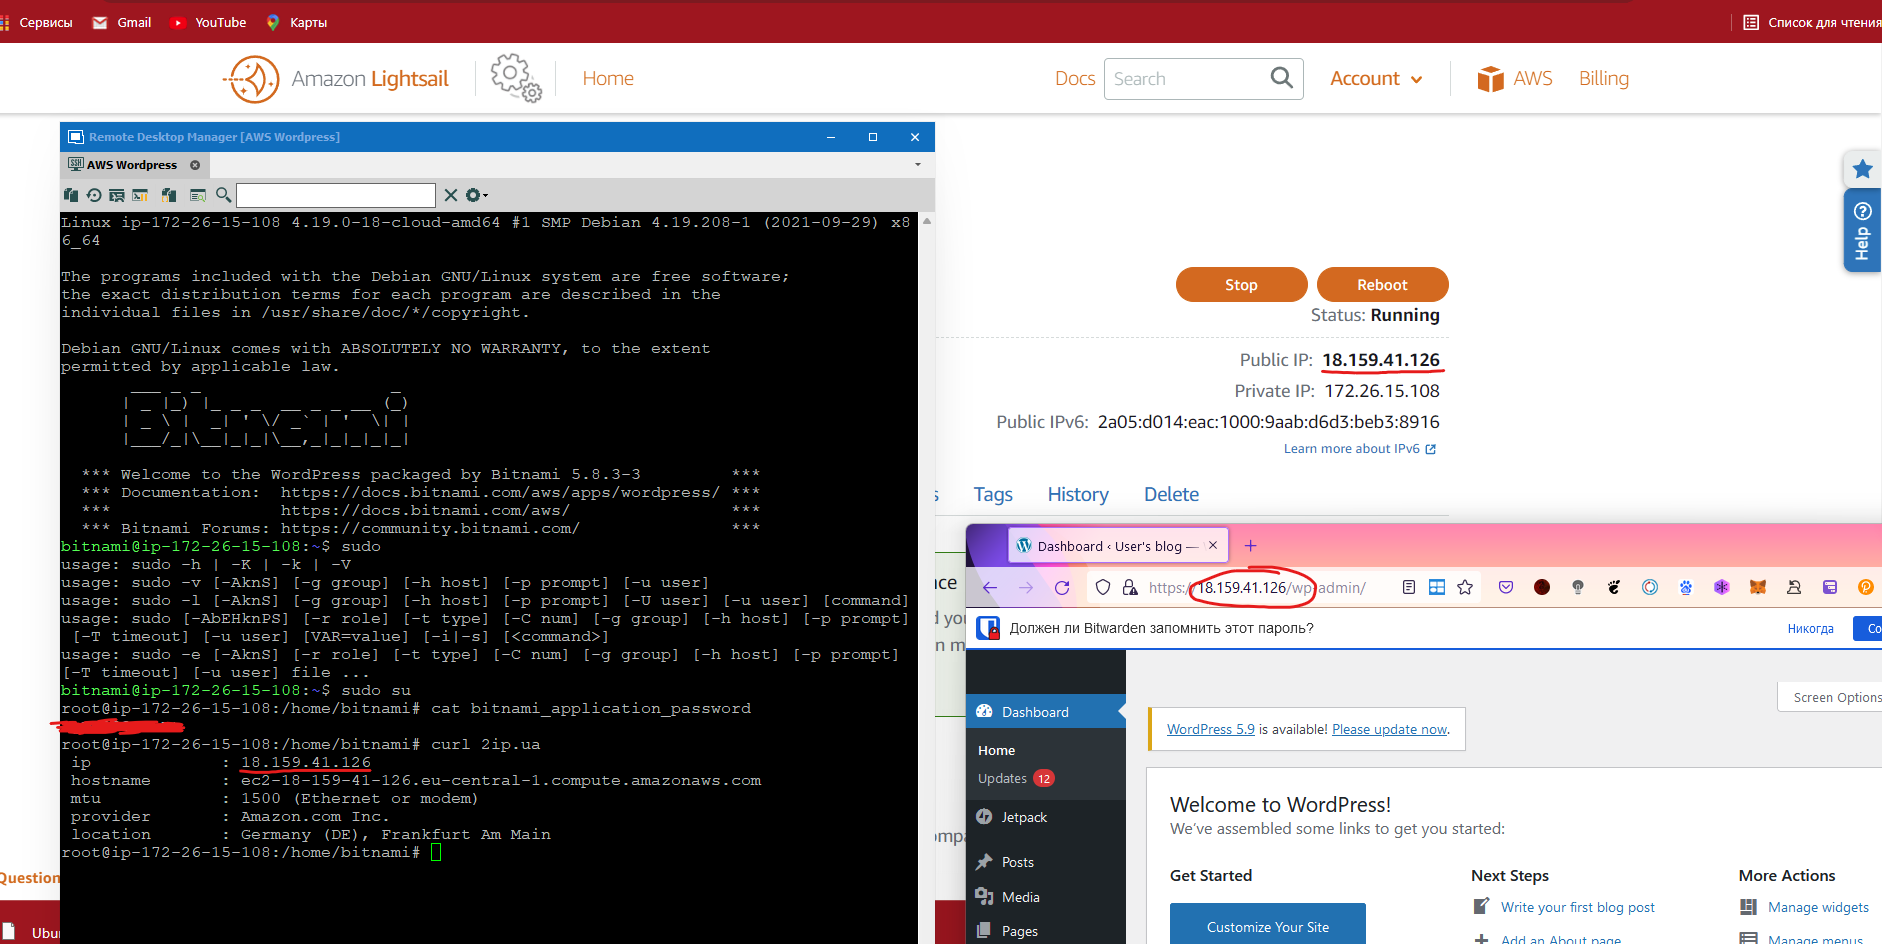 Сервисы
Gmail
YouTube
Карты
Список для чтения
Amazon Lightsail
Home
Docs
Search
Account
AWS
Billing
Remote Desktop Manager [AWS Wordpress]
AWS Wordpress
Linux ip-172-26-15-108 4.19.0-18-cloud-amd64 #1 SMP Debian 4.19.208-1 (2021-09-29) x8
6_64
The programs included with the Debian GNU/Linux system are free software;
the exact distribution terms for each program are described in the
individual files in /usr/share/doc/*/copyright.
Debian GNU/Linux comes with ABSOLUTELY NO WARRANTY, to the extent
permitted by applicable law.
Bitnami
*** Welcome to the WordPress packaged by Bitnami 5.8.3-3 ***
*** Documentation: https://docs.bitnami.com/aws/apps/wordpress/ ***
*** https://docs.bitnami.com/aws/ ***
*** Bitnami Forums: https://community.bitnami.com/ ***
bitnami@ip-172-26-15-108:~$ sudo
usage: sudo -h | -K | -k | -V
usage: sudo -v [-AknS] [-g group] [-h host] [-p prompt] [-u user]
usage: sudo -l [-AknS] [-g group] [-h host] [-p prompt] [-U user] [-u user] [command]
usage: sudo [-AbEHknPS] [-r role] [-t type] [-C num] [-g group] [-h host] [-p prompt]
[-T timeout] [-u user] [VAR=value] [-i|-s] [<command>]
usage: sudo -e [-AknS] [-r role] [-t type] [-C num] [-g group] [-h host] [-p prompt]
[-T timeout] [-u user] file ...
bitnami@ip-172-26-15-108:~$ sudo su
root@ip-172-26-15-108:/home/bitnami# cat bitnami_application_password
root@ip-172-26-15-108:/home/bitnami# curl 2ip.ua
ip : 18.159.41.126
hostname : ec2-18-159-41-126.eu-central-1.compute.amazonaws.com
mtu : 1500 (Ethernet or modem)
provider : Amazon.com Inc.
location : Germany (DE), Frankfurt Am Main
root@ip-172-26-15-108:/home/bitnami#
Question
Ubu
Help
Stop
Reboot
Status: Running
Public IP: 18.159.41.126
Private IP: 172.26.15.108
Public IPv6: 2a05:d014:eac:1000:9aab:d6d3:beb3:8916
Learn more about IPv6
s
Tags
History
Delete
nce
d you
n m
ompa
Dashboard ‹ User's blog —
https://18.159.41.126/wp-admin/
Должен ли Bitwarden запомнить этот пароль?
Никогда
Со
Dashboard
Home
Updates 12
Jetpack
Posts
Media
Pages
Screen Options
WordPress 5.9 is available! Please update now.
Welcome to WordPress!
We've assembled some links to get you started:
Get Started
Customize Your Site
Next Steps
Write your first blog post
Add an About page
More Actions
Manage widgets
Manage menus